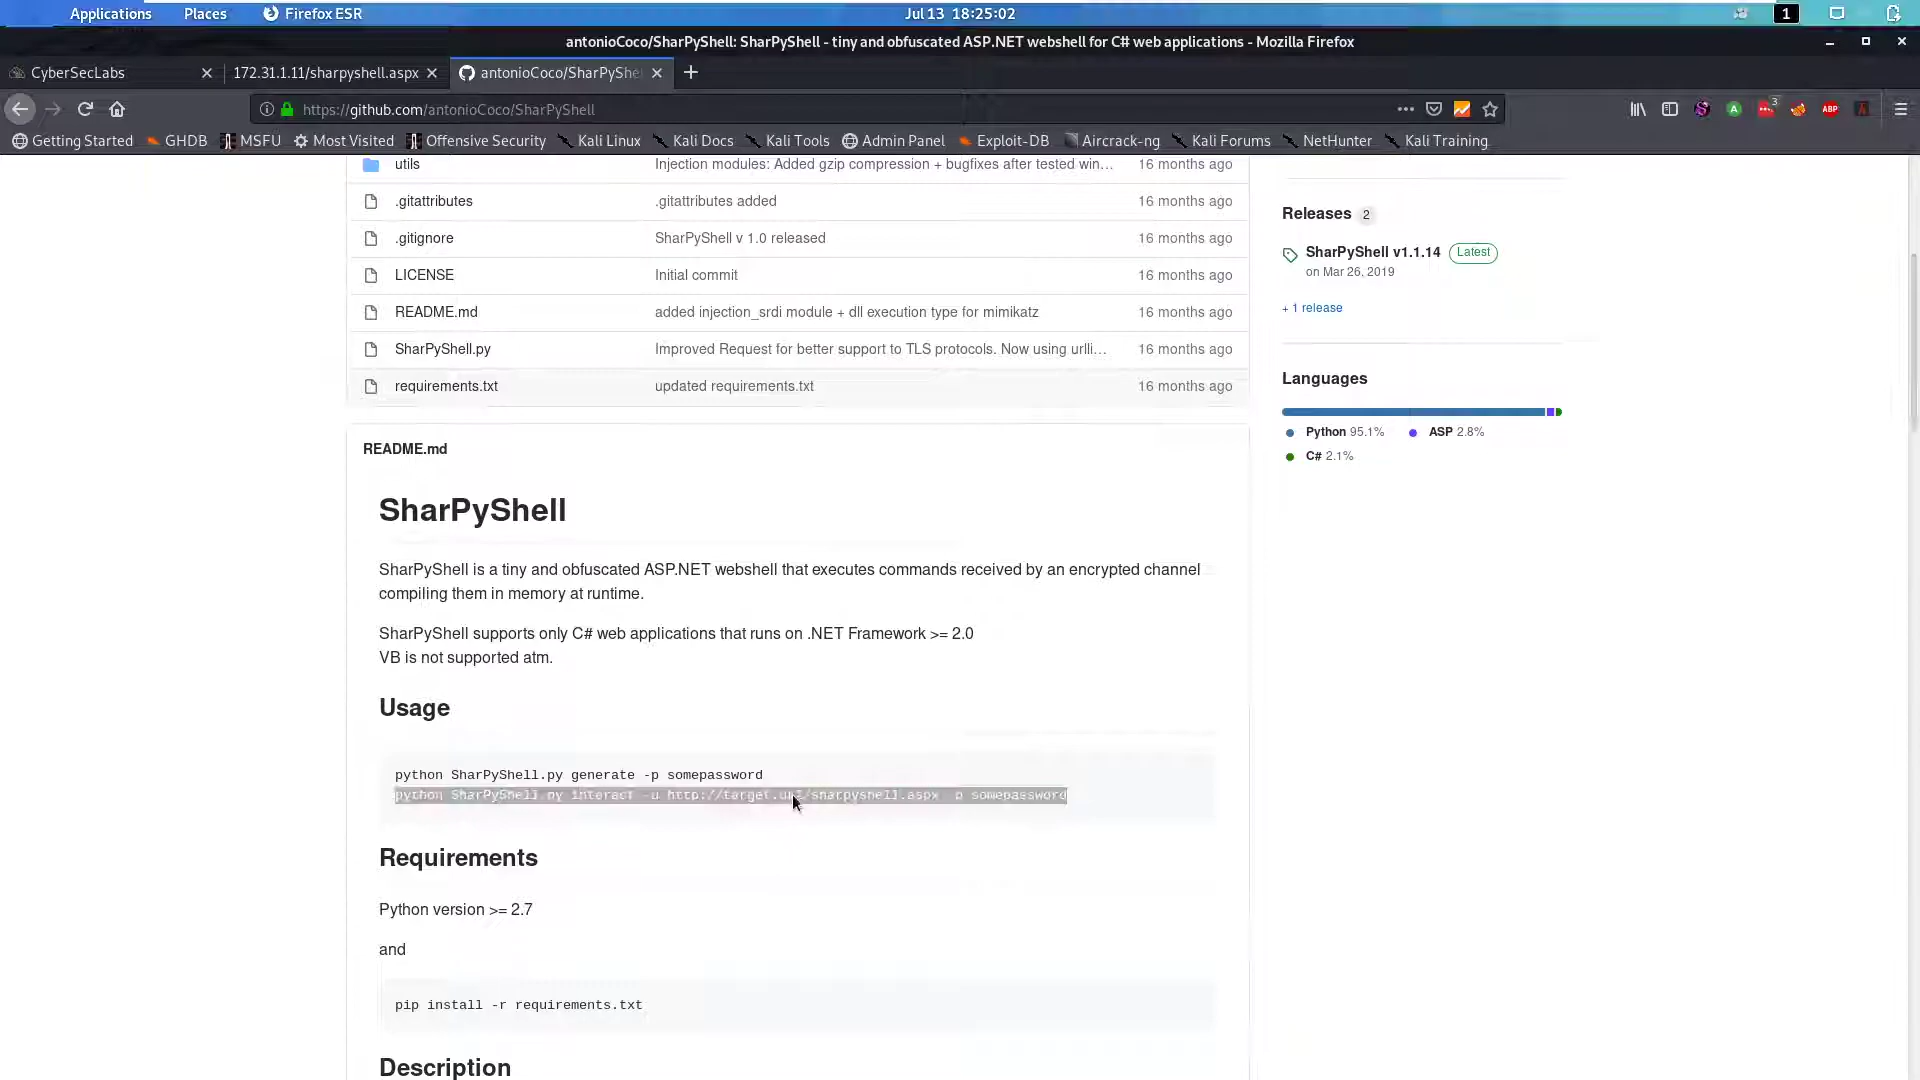 Applications Places Firefox ESR Jul 13 18:25:02 1
antonioCoco/SharPyShell: SharPyShell - tiny and obfuscated ASP.NET webshell for C# web applications - Mozilla Firefox
CyberSecLabs 172.31.1.11/sharpyshell.aspx antonioCoco/SharPyShe
https://github.com/antonioCoco/SharPyShell 3 ABP
Getting Started GHDB MSFU Most Visited Offensive Security Kali Linux Kali Docs Kali Tools Admin Panel Exploit-DB Aircrack-ng Kali Forums NetHunter Kali Training
utils Injection modules: Added gzip compression + bugfixes after tested win... 16 months ago
.gitattributes .gitattributes added 16 months ago
.gitignore SharPyShell v 1.0 released 16 months ago
LICENSE Initial commit 16 months ago
README.md added injection_srdi module + dll execution type for mimikatz 16 months ago
SharPyShell.py Improved Request for better support to TLS protocols. Now using urlli... 16 months ago
requirements.txt updated requirements.txt 16 months ago
README.md
SharPyShell
SharPyShell is a tiny and obfuscated ASP.NET webshell that executes commands received by an encrypted channel
compiling them in memory at runtime.
SharPyShell supports only C# web applications that runs on .NET Framework >= 2.0
VB is not supported atm.
Usage
python SharPyShell.py generate -p somepassword
python SharPyShell.py interact -u http://target.url/sharpyshell.aspx -p somepassword
Requirements
Python version >= 2.7
and
pip install -r requirements.txt
Description
Releases 2
SharPyShell v1.1.14 Latest
on Mar 26, 2019
+ 1 release
Languages
Python 95.1% ASP 2.8%
C# 2.1%